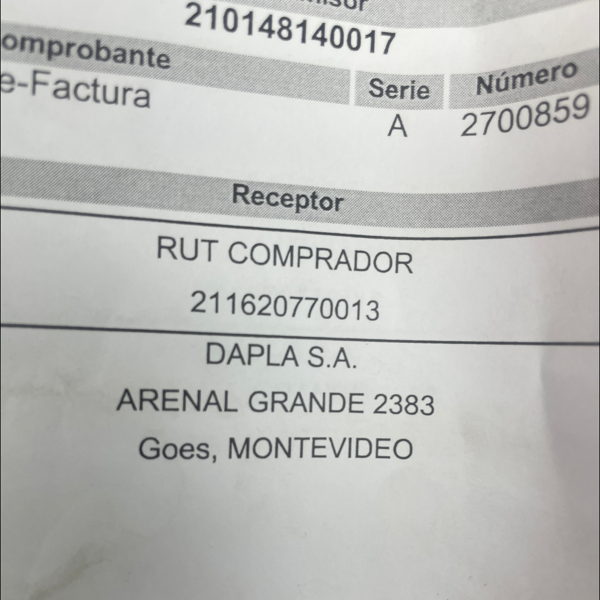 210148140017
omprobante
Serie
Número
e-Factura
A
2700859
Receptor
RUT COMPRADOR
211620770013
DAPLA S.A.
ARENAL GRANDE 2383
Goes, MONTEVIDEO